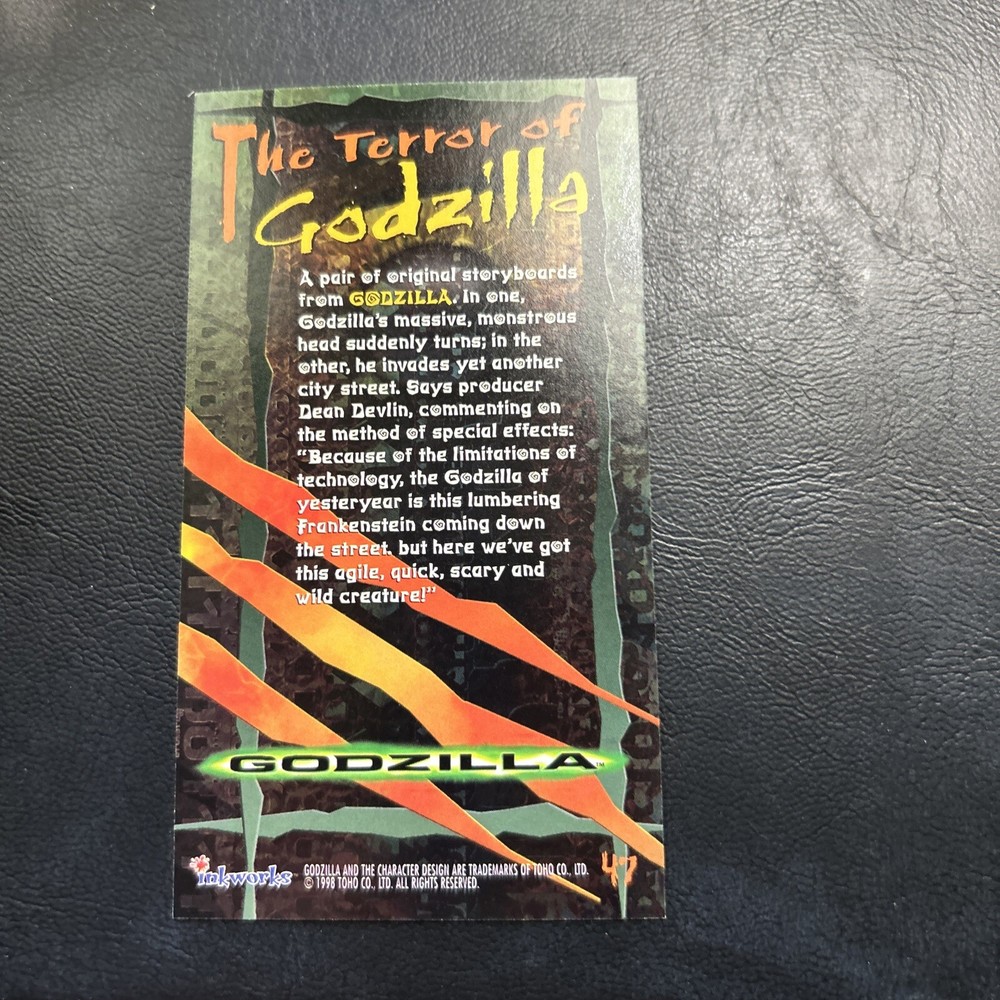 The Terror of
Godzilla
A pair of original storyboards
from GODZILLA. In one,
Godzilla's massive, monstrous
head suddenly turns; in the
other, he invades yet another
city street. Says producer
Dean Devlin, commenting on
the method of special effects:
“Because of the limitations of
technology, the Godzilla of
yesteryear is this lumbering
Frankenstein coming down
the street, but here we've got
this agile, quick, scary and
wild creature!”
GODZILLA™
inkworks™
GODZILLA AND THE CHARACTER DESIGN ARE TRADEMARKS OF TOHO CO., LTD.
© 1998 TOHO CO., LTD. ALL RIGHTS RESERVED.
47